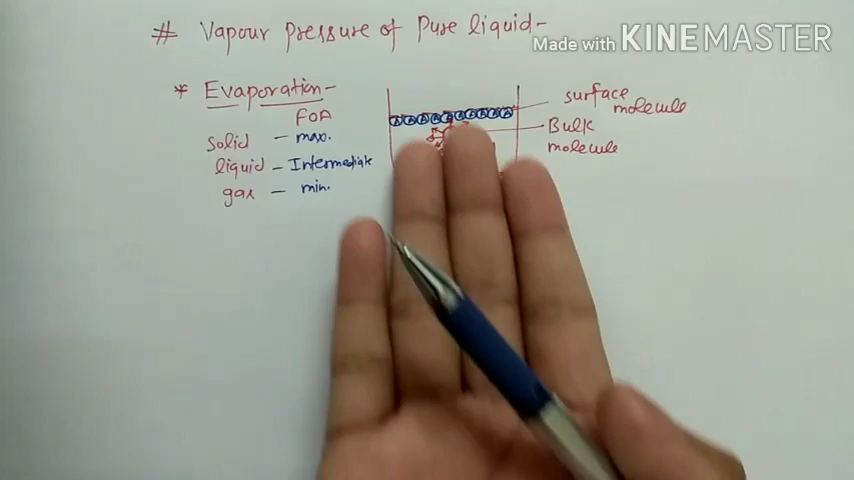 # Vapour Pressure of Pure liquid-
Made with KINEMASTER
* Evaporation-
FOA
solid - max.
liquid - Intermediate
gas - min.
A A A A A A A A A A
surface
molecule
Bulk
molecule